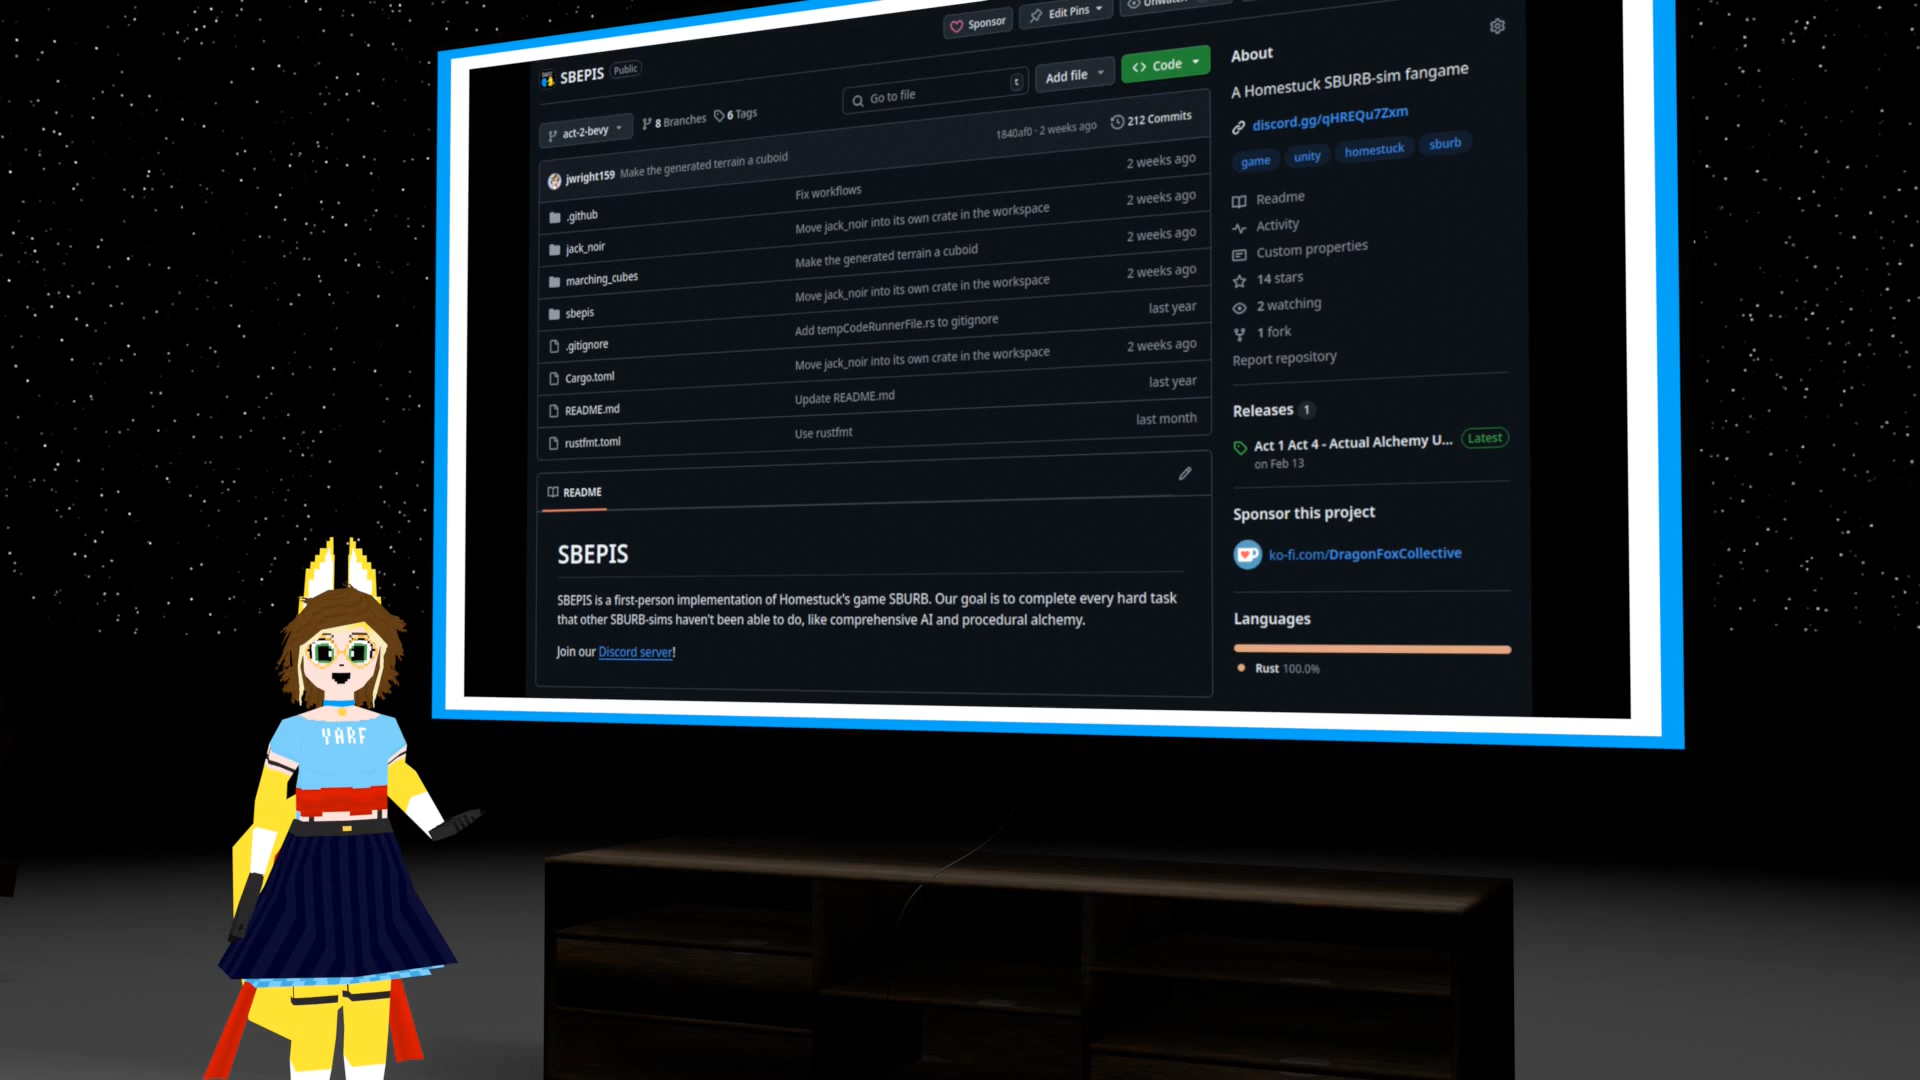 Sponsor
Edit Pins
SBEPIS Public
act-2-bevy
8 Branches 6 Tags
Go to file t
Add file
Code
jwright159 Make the generated terrain a cuboid 1840af0 · 2 weeks ago 212 Commits
.github Fix workflows 2 weeks ago
jack_noir Move jack_noir into its own crate in the workspace 2 weeks ago
marching_cubes Make the generated terrain a cuboid 2 weeks ago
sbepis Move jack_noir into its own crate in the workspace 2 weeks ago
.gitignore Add tempCodeRunnerFile.rs to gitignore last year
Cargo.toml Move jack_noir into its own crate in the workspace 2 weeks ago
README.md Update README.md last year
rustfmt.toml Use rustfmt last month
README
SBEPIS
SBEPIS is a first-person implementation of Homestuck's game SBURB. Our goal is to complete every hard task
that other SBURB-sims haven't been able to do, like comprehensive AI and procedural alchemy.
Join our Discord server!
About
A Homestuck SBURB-sim fangame
discord.gg/qHREQu7Zxm
game unity homestuck sburb
Readme
Activity
Custom properties
14 stars
2 watching
1 fork
Report repository
Releases 1
Act 1 Act 4 - Actual Alchemy U... Latest
on Feb 13
Sponsor this project
ko-fi.com/DragonFoxCollective
Languages
Rust 100.0%
YARF